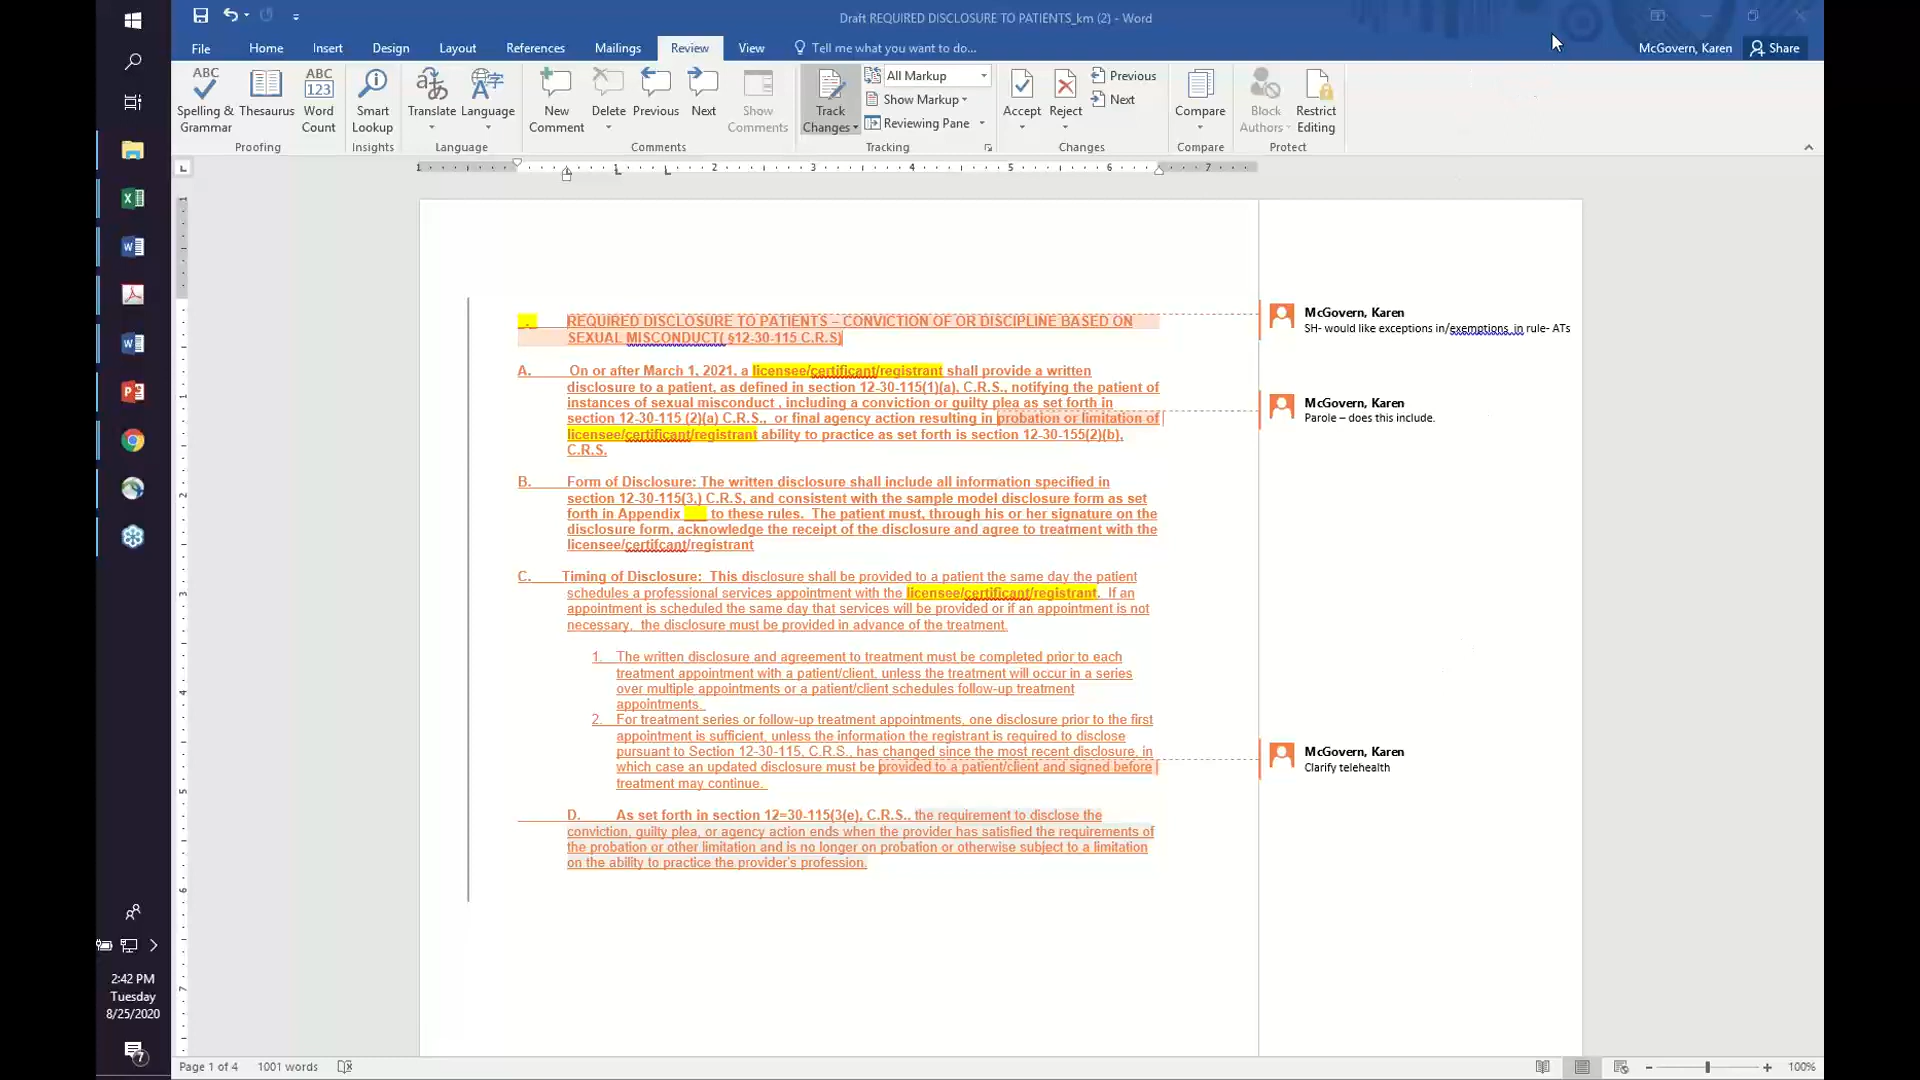 Draft REQUIRED DISCLOSURE TO PATIENTS_km (2) - Word
File Home Insert Design Layout References Mailings Review View Tell me what you want to do... McGovern, Karen Share
ABC Spelling & Grammar
Thesaurus
ABC 123 Word Count
Proofing
Smart Lookup
Insights
Translate
Language
Language
New Comment
Delete
Previous
Next
Show Comments
Comments
Track Changes
All Markup
Show Markup
Reviewing Pane
Tracking
Accept
Reject
Previous
Next
Changes
Compare
Compare
Block Authors
Restrict Editing
Protect
1 1 2 3 4 5 6 7
REQUIRED DISCLOSURE TO PATIENTS – CONVICTION OF OR DISCIPLINE BASED ON
SEXUAL MISCONDUCT( §12-30-115 C.R.S)
A. On or after March 1, 2021, a licensee/certificant/registrant shall provide a written
disclosure to a patient, as defined in section 12-30-115(1)(a), C.R.S., notifying the patient of
instances of sexual misconduct , including a conviction or guilty plea as set forth in
section 12-30-115 (2)(a) C.R.S., or final agency action resulting in probation or limitation of
licensee/certificant/registrant ability to practice as set forth is section 12-30-155(2)(b),
C.R.S.
B. Form of Disclosure: The written disclosure shall include all information specified in
section 12-30-115(3,) C.R.S, and consistent with the sample model disclosure form as set
forth in Appendix ___ to these rules. The patient must, through his or her signature on the
disclosure form, acknowledge the receipt of the disclosure and agree to treatment with the
licensee/certifcant/registrant
C. Timing of Disclosure: This disclosure shall be provided to a patient the same day the patient
schedules a professional services appointment with the licensee/certificant/registrant. If an
appointment is scheduled the same day that services will be provided or if an appointment is not
necessary, the disclosure must be provided in advance of the treatment.
1. The written disclosure and agreement to treatment must be completed prior to each
treatment appointment with a patient/client, unless the treatment will occur in a series
over multiple appointments or a patient/client schedules follow-up treatment
appointments.
2. For treatment series or follow-up treatment appointments, one disclosure prior to the first
appointment is sufficient, unless the information the registrant is required to disclose
pursuant to Section 12-30-115, C.R.S., has changed since the most recent disclosure, in
which case an updated disclosure must be provided to a patient/client and signed before
treatment may continue.
D. As set forth in section 12=30-115(3(e), C.R.S., the requirement to disclose the
conviction, guilty plea, or agency action ends when the provider has satisfied the requirements of
the probation or other limitation and is no longer on probation or otherwise subject to a limitation
on the ability to practice the provider's profession.
McGovern, Karen
SH- would like exceptions in/exemptions in rule- ATs
McGovern, Karen
Parole – does this include.
McGovern, Karen
Clarify telehealth
1
1
2
3
4
5
6
7
2:42 PM
Tuesday
8/25/2020
7
Page 1 of 4 1001 words 100%